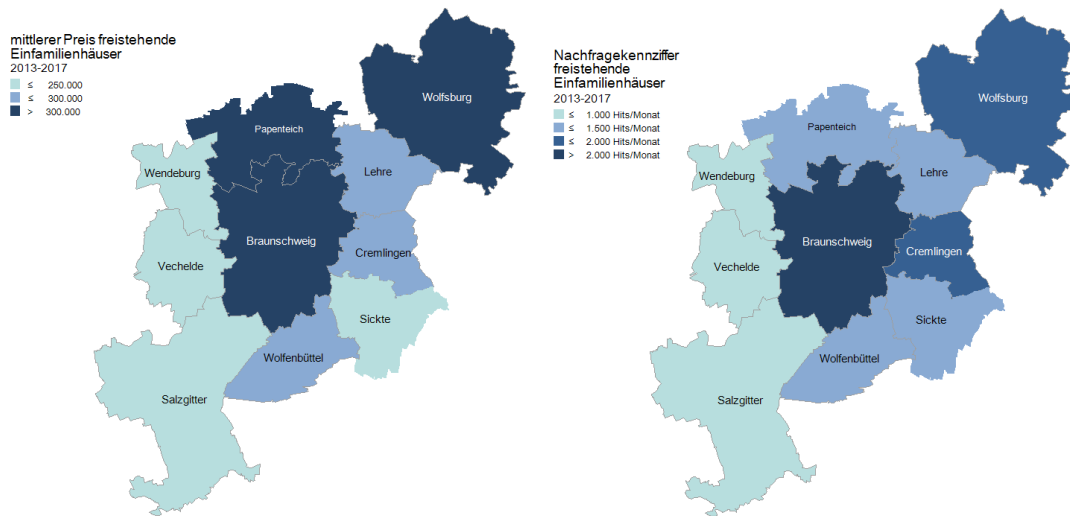 mittlerer Preis freistehende
Einfamilienhäuser
2013-2017
≤ 250.000
≤ 300.000
> 300.000
Wolfsburg
Papenteich
Wendeburg
Lehre
Braunschweig
Cremlingen
Vechelde
Sickte
Wolfenbüttel
Salzgitter
Nachfragekennziffer
freistehende
Einfamilienhäuser
2013-2017
≤ 1.000 Hits/Monat
≤ 1.500 Hits/Monat
≤ 2.000 Hits/Monat
> 2.000 Hits/Monat
Wolfsburg
Papenteich
Wendeburg
Lehre
Braunschweig
Cremlingen
Vechelde
Sickte
Wolfenbüttel
Salzgitter